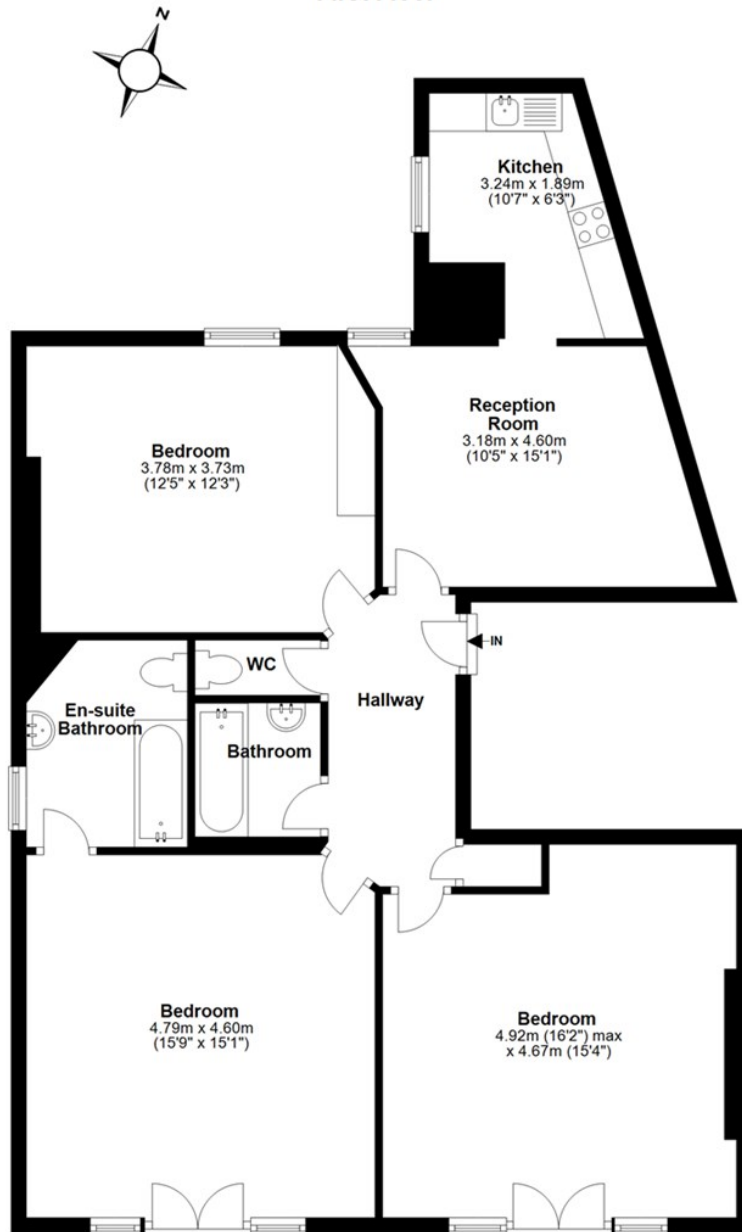 N
Kitchen
3.24m x 1.89m
(10'7" x 6'3")
Reception
Room
3.18m x 4.60m
(10'5" x 15'1")
Bedroom
3.78m x 3.73m
(12'5" x 12'3")
IN
WC
Hallway
En-suite
Bathroom
Bathroom
Bedroom
4.79m x 4.60m
(15'9" x 15'1")
Bedroom
4.92m (16'2") max
x 4.67m (15'4")